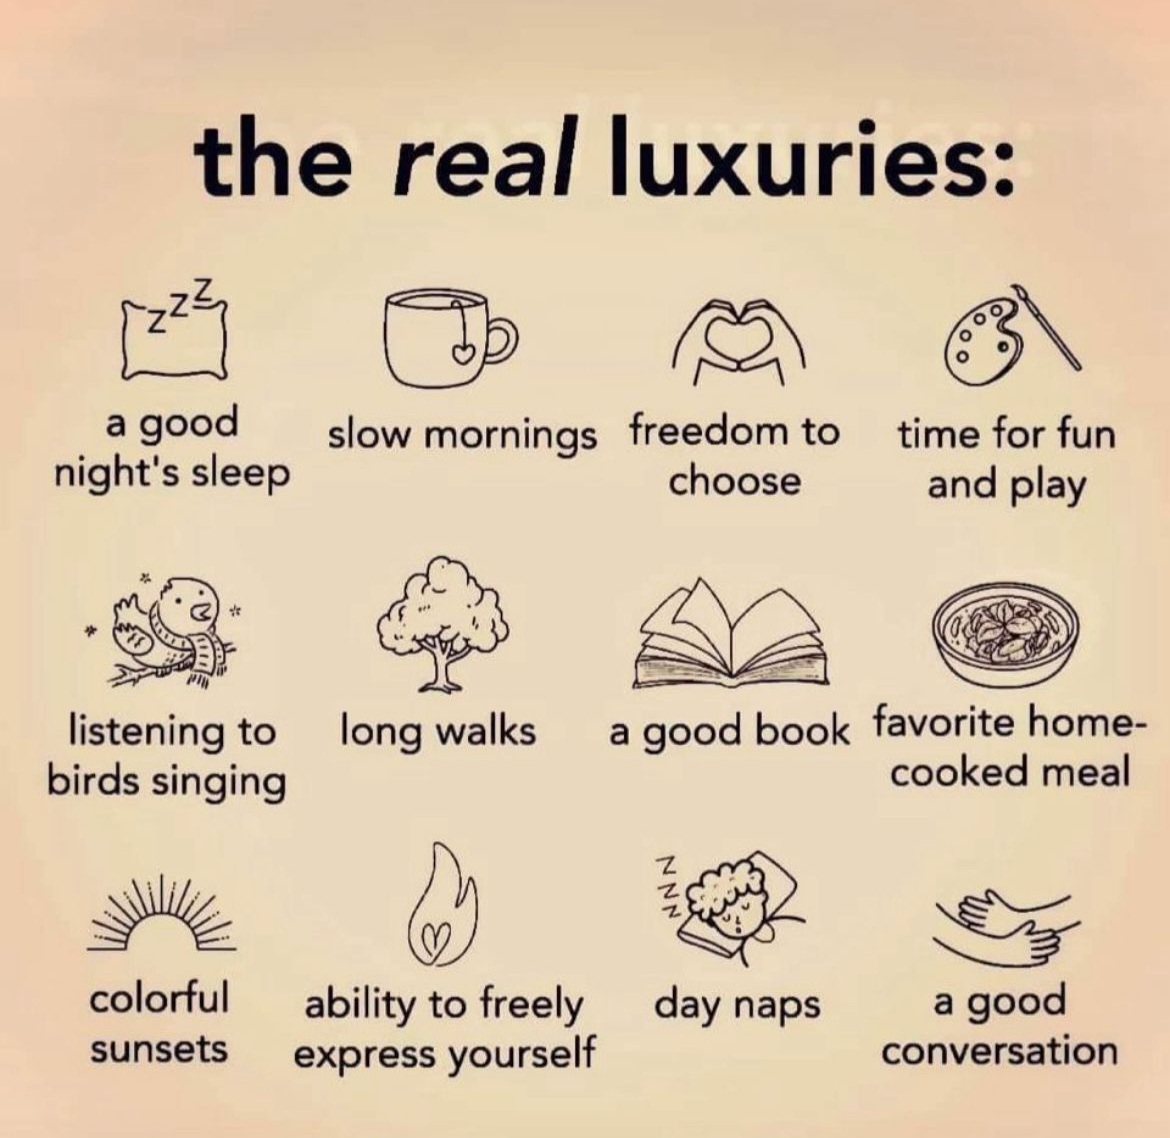 the real luxuries:
z z Z
a good
night's sleep
slow mornings
freedom to
choose
time for fun
and play
listening to
birds singing
long walks
a good book
favorite home-
cooked meal
colorful
sunsets
ability to freely
express yourself
Z Z Z
day naps
a good
conversation